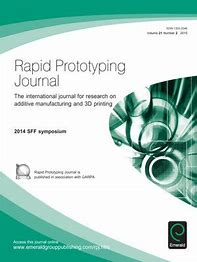 ISSN 1355-2546
Volume 21 Number 2 2015
Rapid Prototyping
Journal
The international journal for research on
additive manufacturing and 3D printing
2014 SFF symposium
Rapid Prototyping Journal is
published in association with GARPA
Access this journal online
www.emeraldgrouppublishing.com/rpj.htm
Emerald